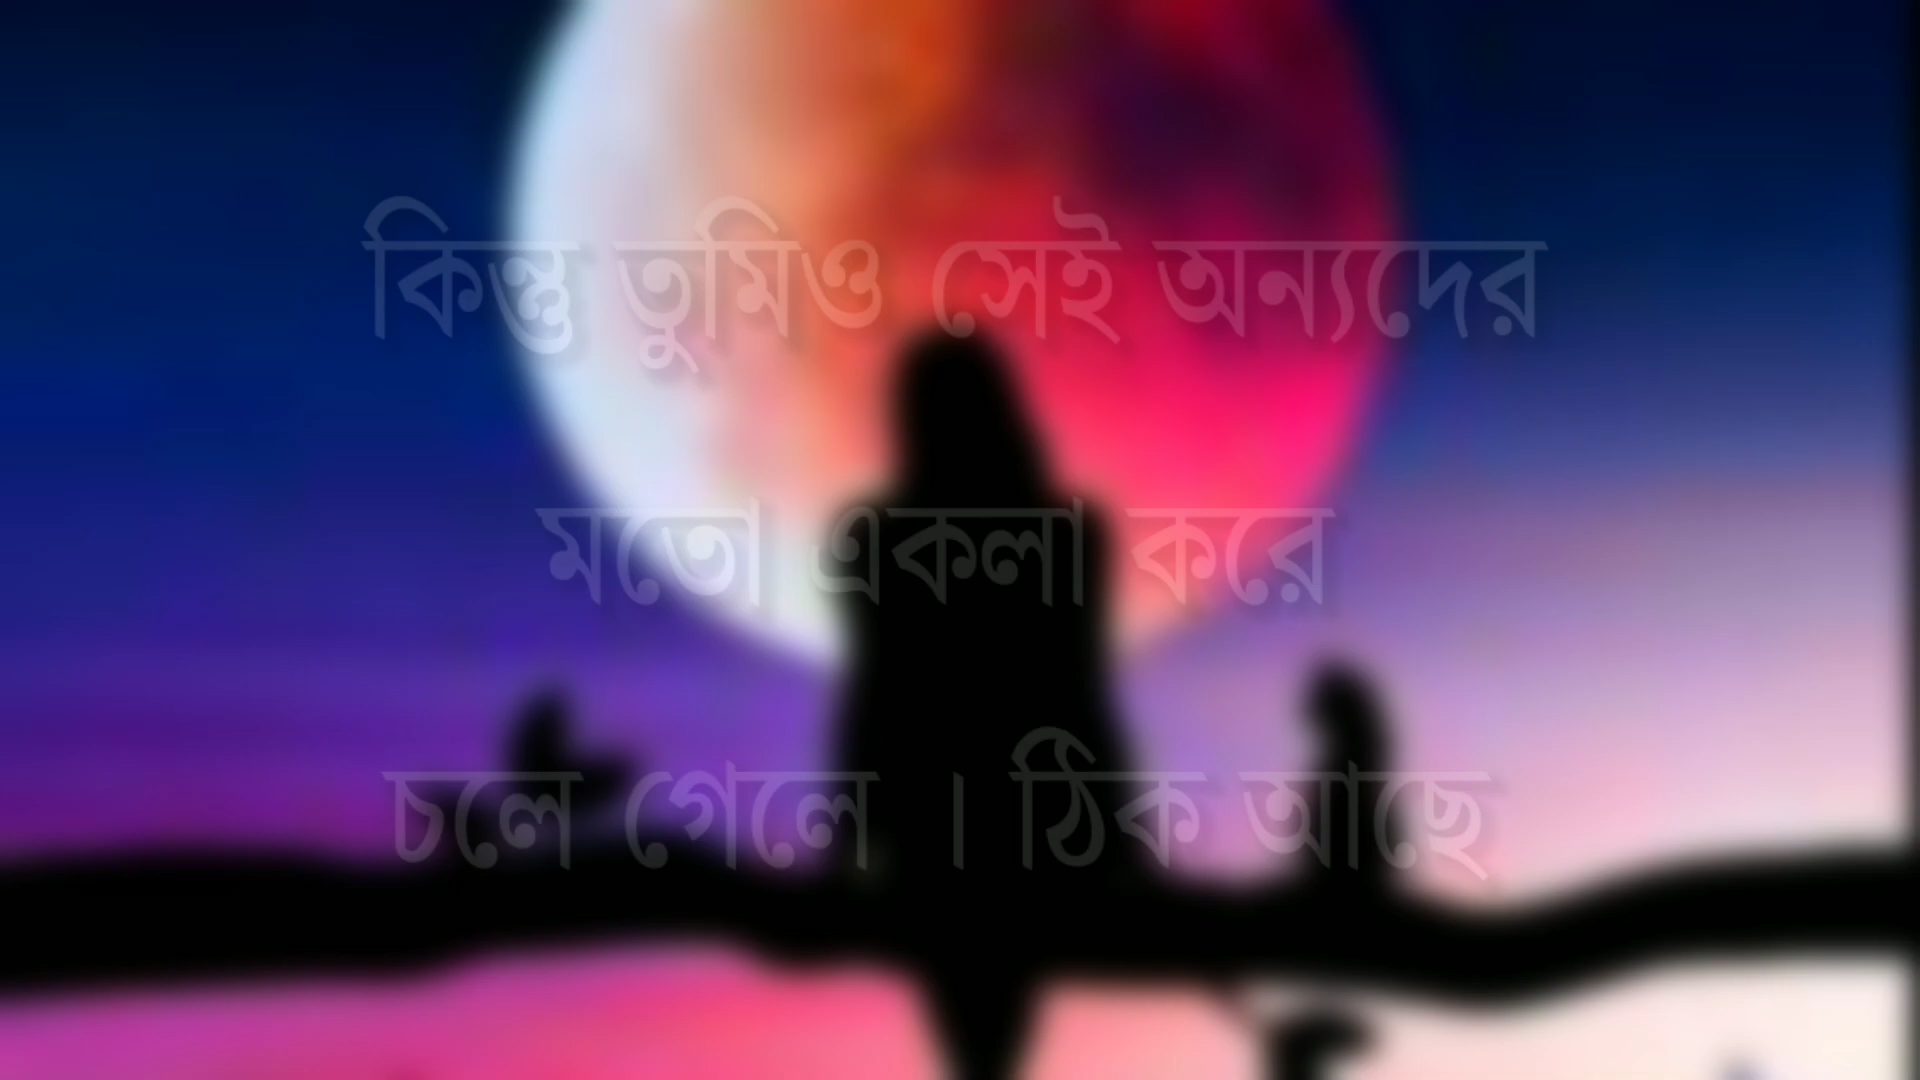 কিন্তু তুমিও সেই অন্যদের
মতো একলা করে
চলে গেলে । ঠিক আছে